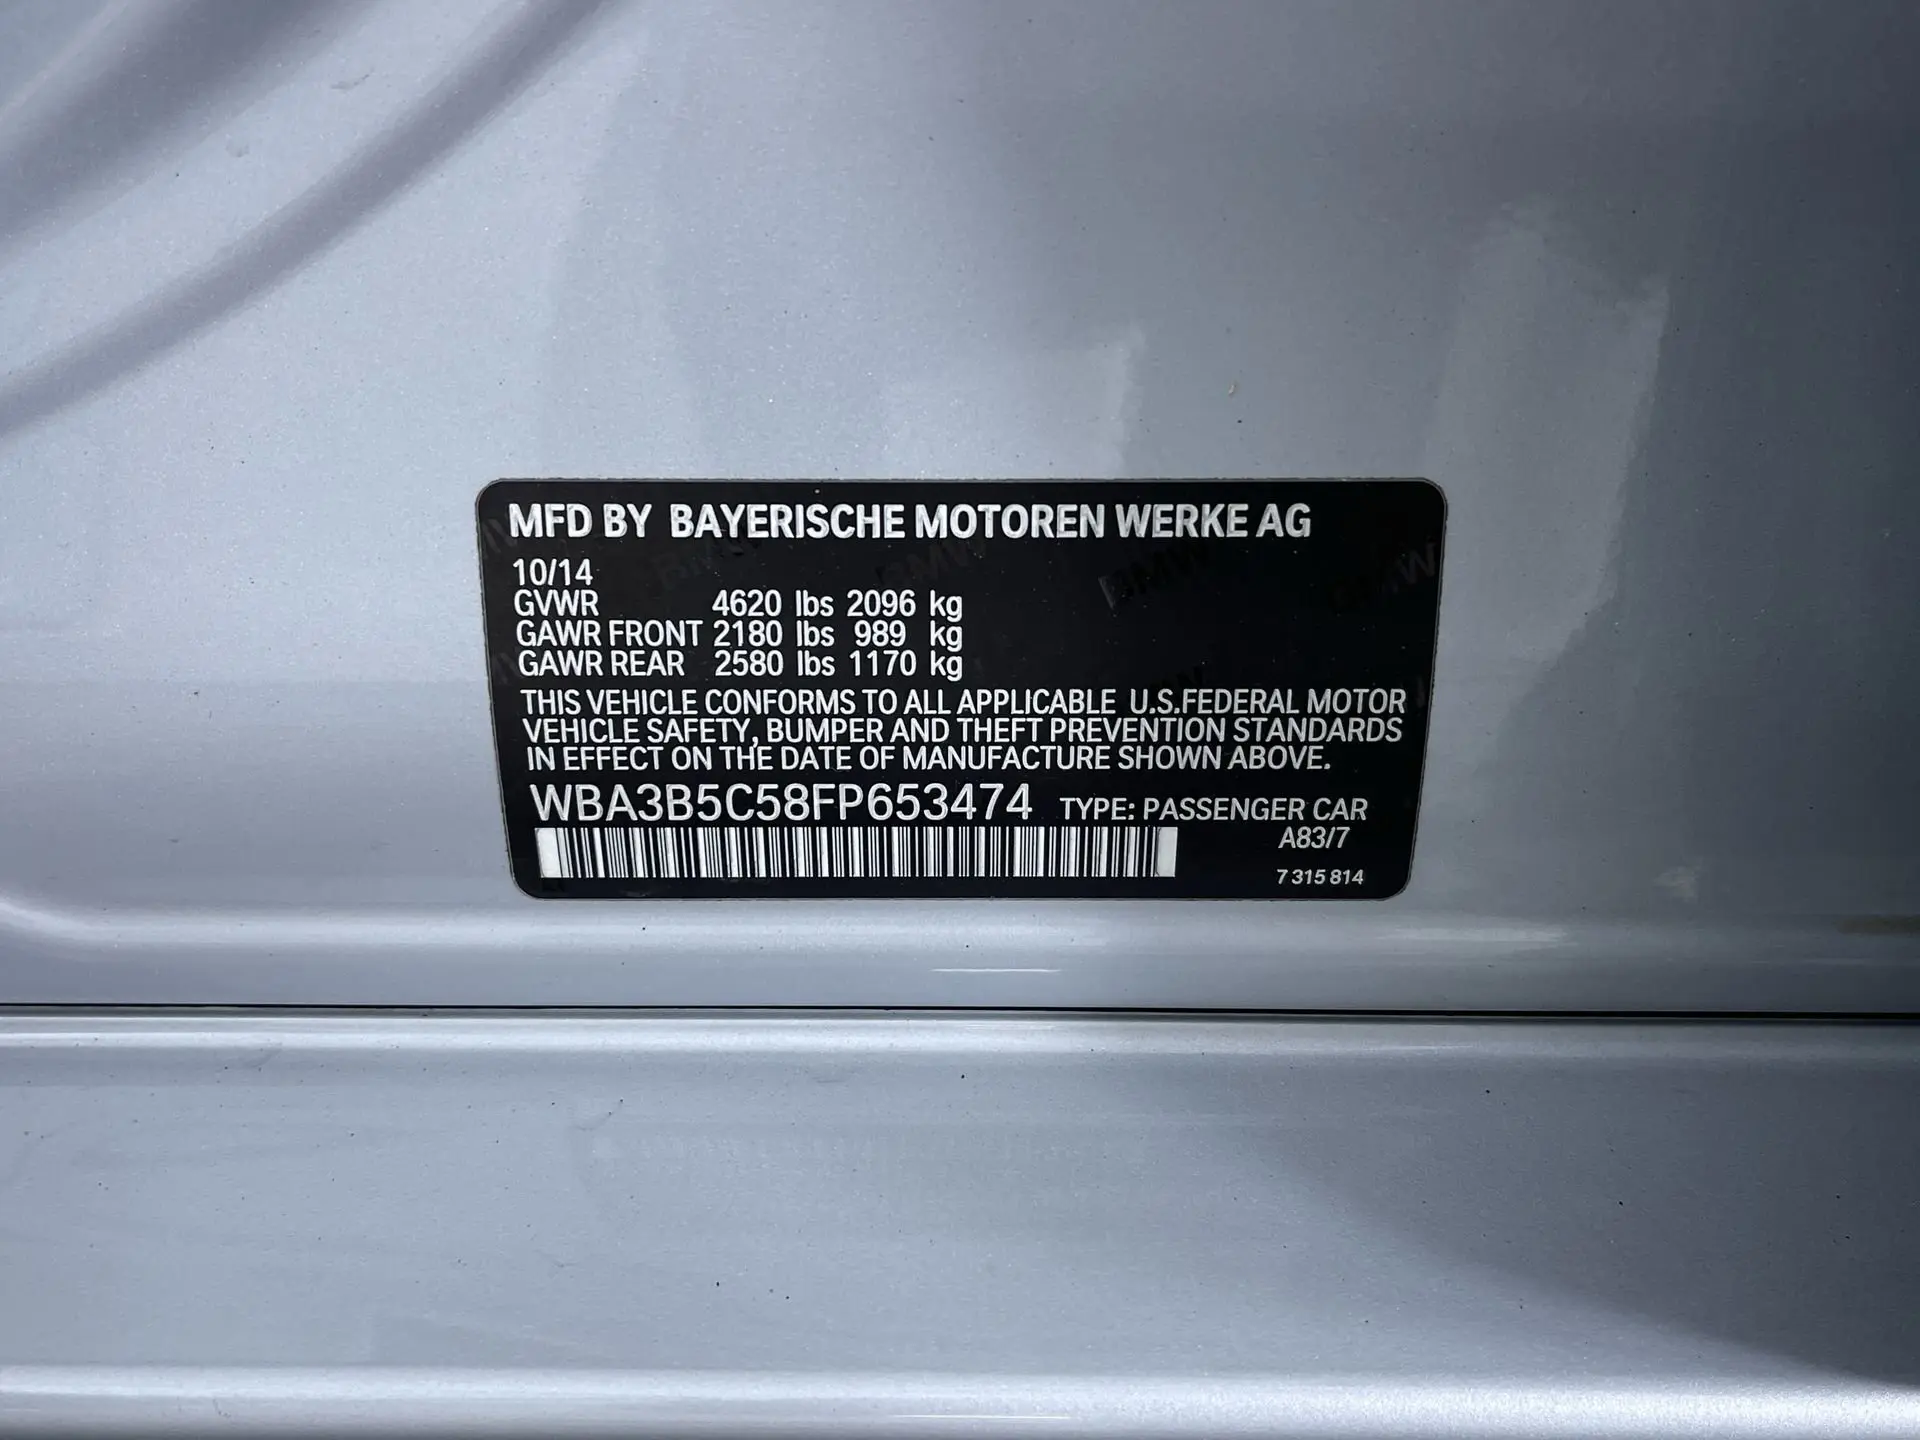 MFD BY BAYERISCHE MOTOREN WERKE AG
10/14
GVWR 4620 lbs 2096 kg
GAWR FRONT 2180 lbs 989 kg
GAWR REAR 2580 lbs 1170 kg
THIS VEHICLE CONFORMS TO ALL APPLICABLE U.S.FEDERAL MOTOR
VEHICLE SAFETY, BUMPER AND THEFT PREVENTION STANDARDS
IN EFFECT ON THE DATE OF MANUFACTURE SHOWN ABOVE.
WBA3B5C58FP653474 TYPE: PASSENGER CAR
A83/7
7 315 814